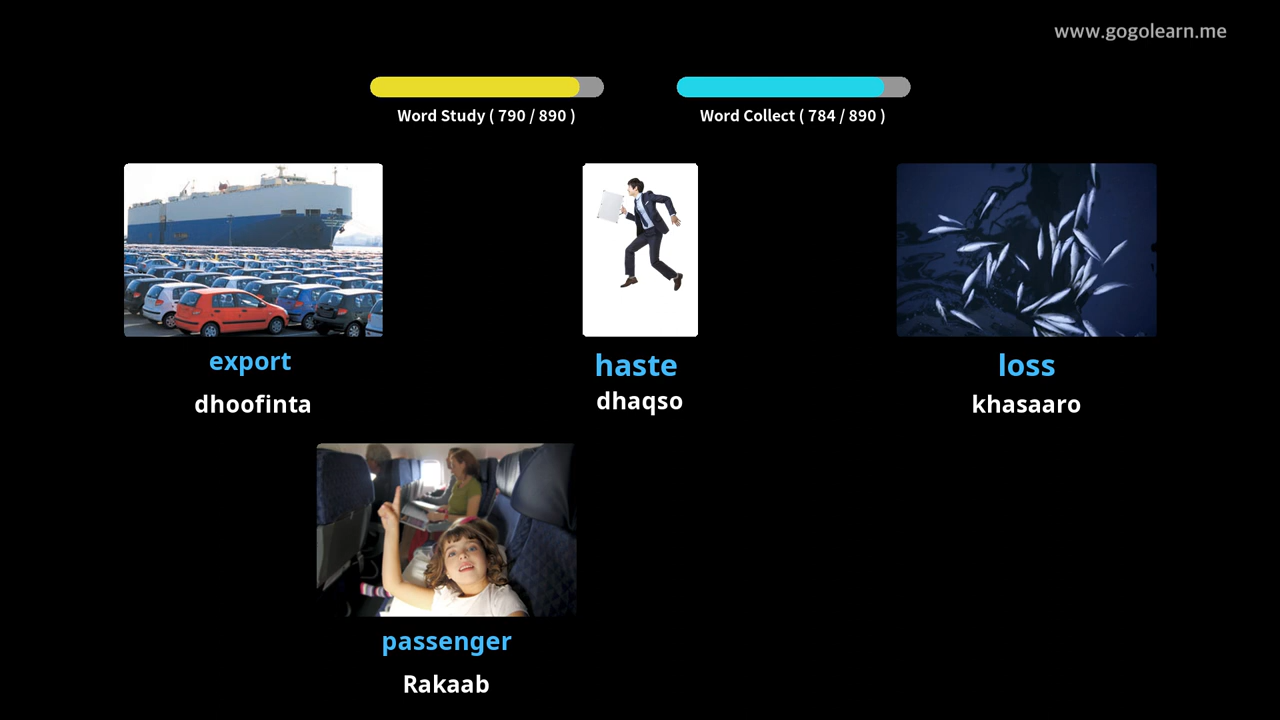 www.gogolearn.me
Word Study ( 790 / 890 )
Word Collect ( 784 / 890 )
export
dhoofinta
haste
dhaqso
loss
khasaaro
passenger
Rakaab